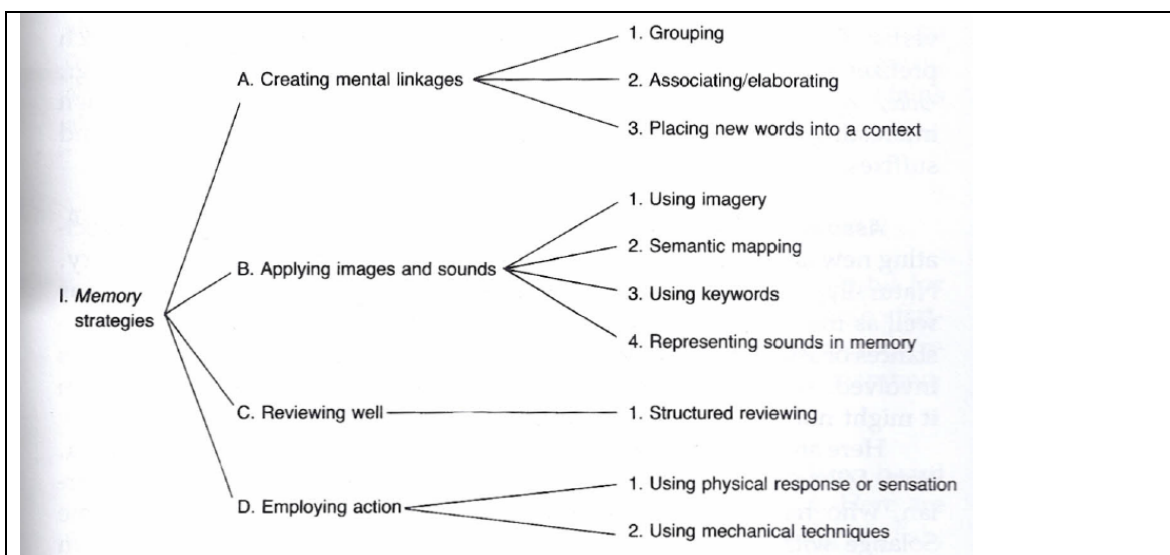 1. Grouping
A. Creating mental linkages
2. Associating/elaborating
3. Placing new words into a context
1. Using imagery
2. Semantic mapping
B. Applying images and sounds
3. Using keywords
I. Memory
strategies
4. Representing sounds in memory
C. Reviewing well
1. Structured reviewing
1. Using physical response or sensation
D. Employing action
2. Using mechanical techniques